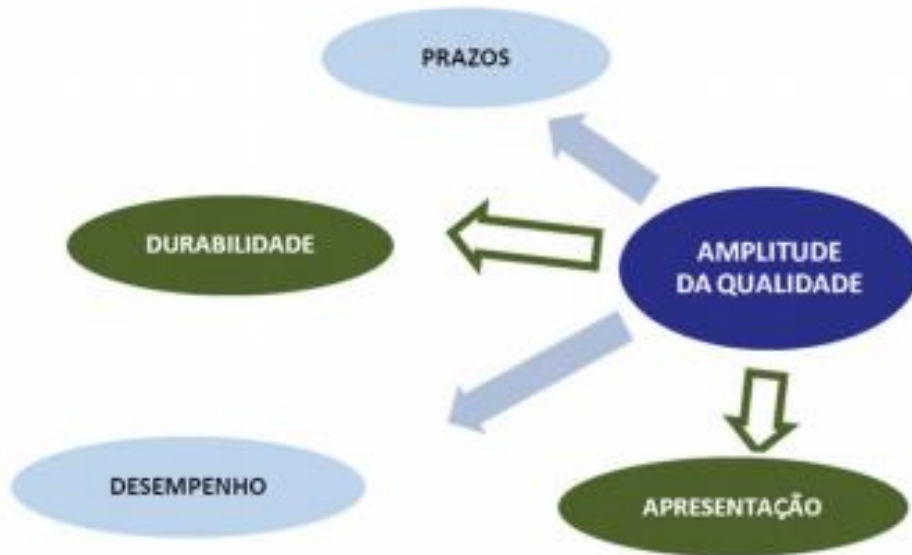 PRAZOS
DURABILIDADE
AMPLITUDE
DA QUALIDADE
DESEMPENHO
APRESENTAÇÃO